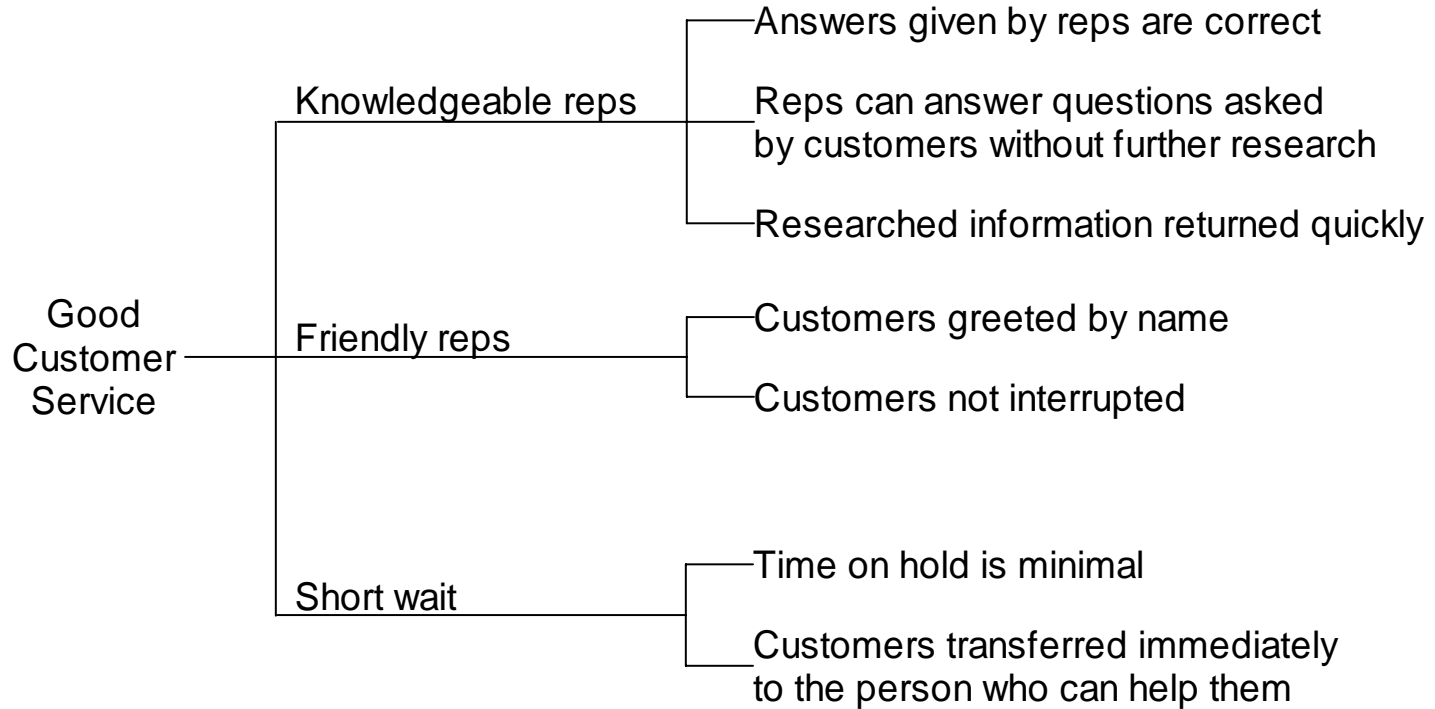 Good
Customer
Service
Knowledgeable reps
Answers given by reps are correct
Reps can answer questions asked
by customers without further research
Researched information returned quickly
Friendly reps
Customers greeted by name
Customers not interrupted
Short wait
Time on hold is minimal
Customers transferred immediately
to the person who can help them